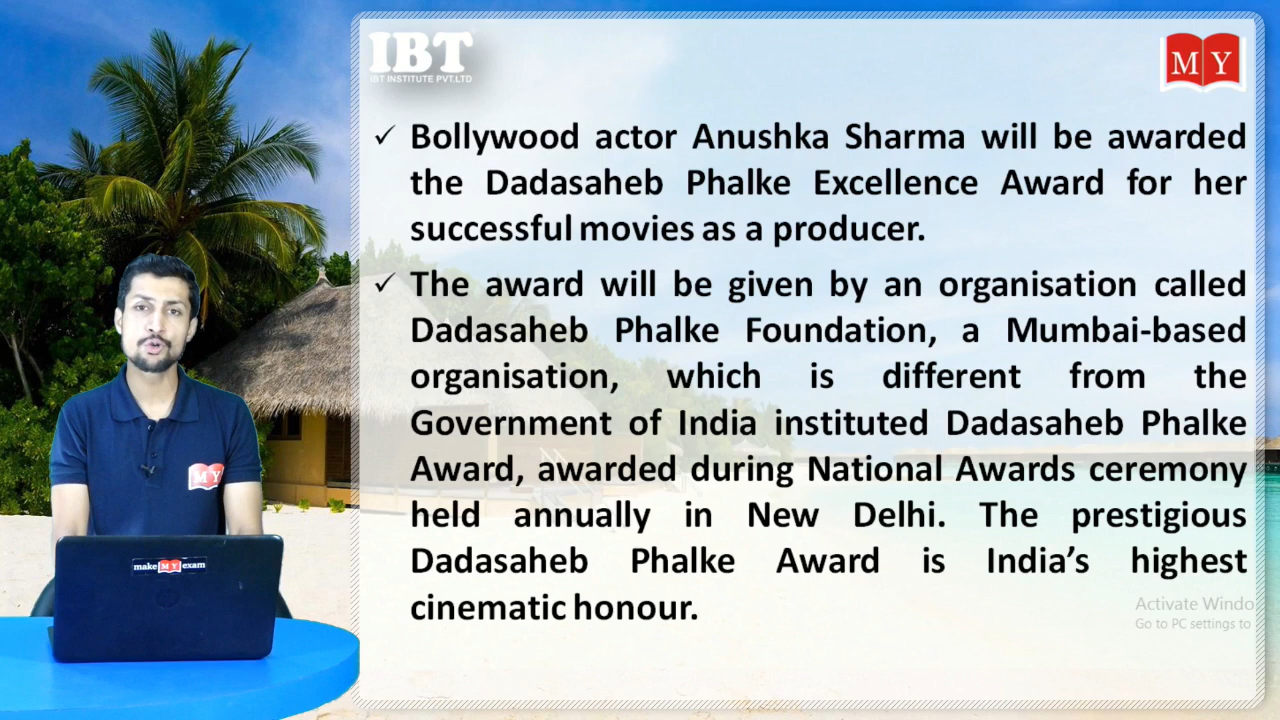 IBT
IBT INSTITUTE PVT.LTD
M Y
✓ Bollywood actor Anushka Sharma will be awarded
the Dadasaheb Phalke Excellence Award for her
successful movies as a producer.
✓ The award will be given by an organisation called
Dadasaheb Phalke Foundation, a Mumbai-based
organisation, which is different from the
Government of India instituted Dadasaheb Phalke
Award, awarded during National Awards ceremony
held annually in New Delhi. The prestigious
Dadasaheb Phalke Award is India’s highest
cinematic honour.
M Y
make M Y exam
Activate Windo
Go to PC settings to